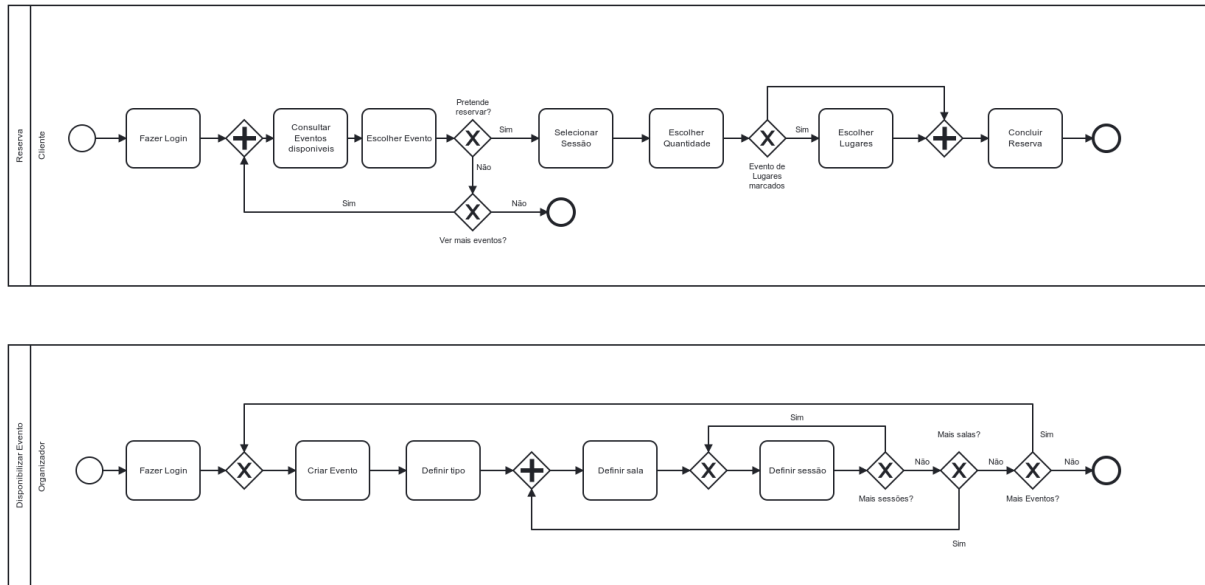 Reserva
Cliente
Fazer Login
Consultar
Eventos
disponiveis
Escolher Evento
Pretende
reservar?
Sim
Não
Sim
Ver mais eventos?
Não
Selecionar
Sessão
Escolher
Quantidade
Evento de
Lugares
marcados
Sim
Escolher
Lugares
Concluir
Reserva
Disponibilizar Evento
Organizador
Fazer Login
Criar Evento
Definir tipo
Definir sala
Definir sessão
Sim
Mais sessões?
Não
Mais salas?
Não
Sim
Sim
Mais Eventos?
Não